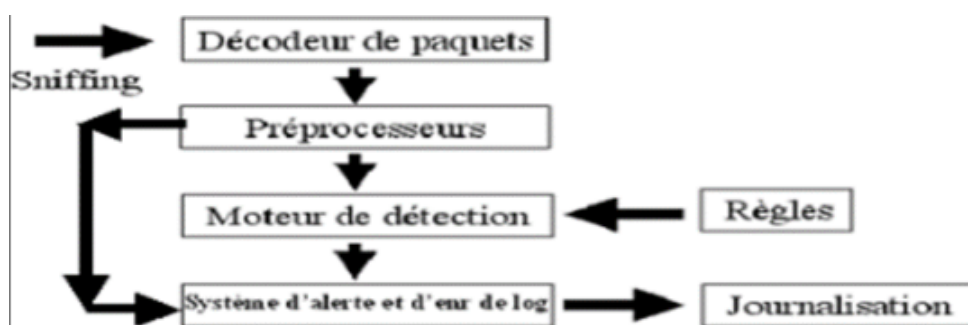 Décodeur de paquets
Sniffing
Préprocesseurs
Moteur de détection
Règles
Système d'alerte et d'enr de log
Journalisation